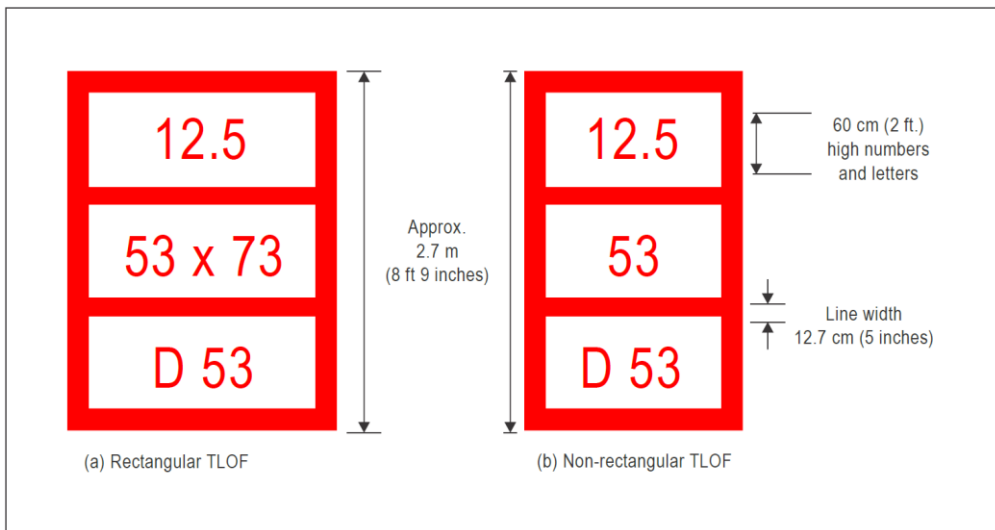 12.5
53 x 73
D 53
Approx.
2.7 m
(8 ft 9 inches)
(a) Rectangular TLOF
12.5
53
D 53
60 cm (2 ft.)
high numbers
and letters
Line width
12.7 cm (5 inches)
(b) Non-rectangular TLOF